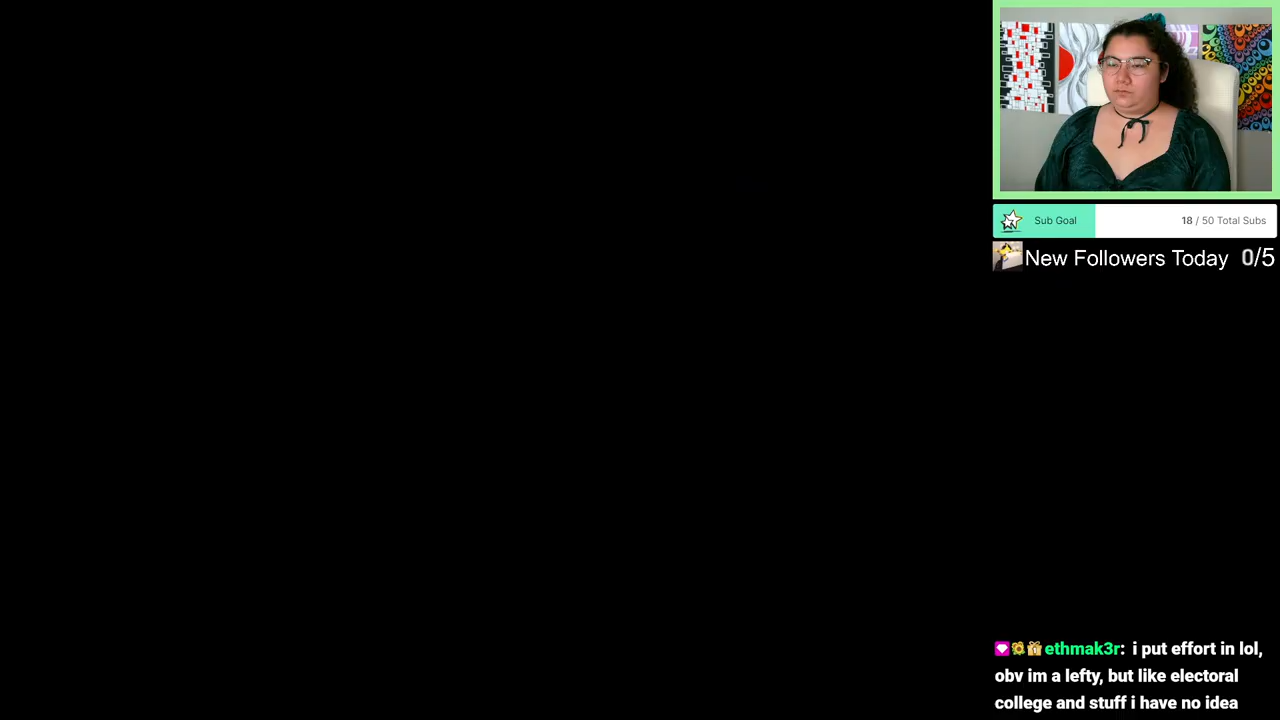 Sub Goal
18 / 50 Total Subs
New Followers Today 0/5
ethmak3r: i put effort in lol,
obv im a lefty, but like electoral
college and stuff i have no idea